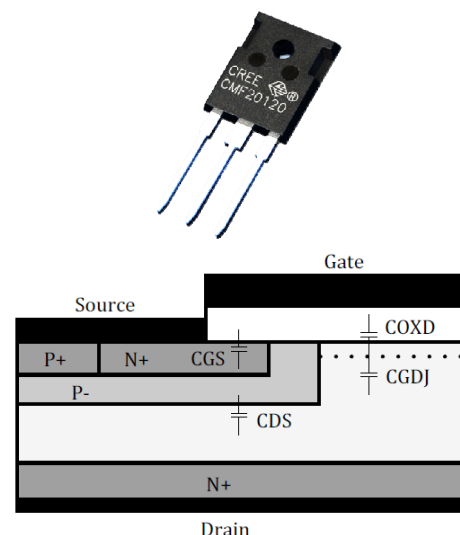 CREE
CMF20120
®
Gate
Source
COXD
P+ N+ CGS
CGDJ
P-
CDS
N+
Drain